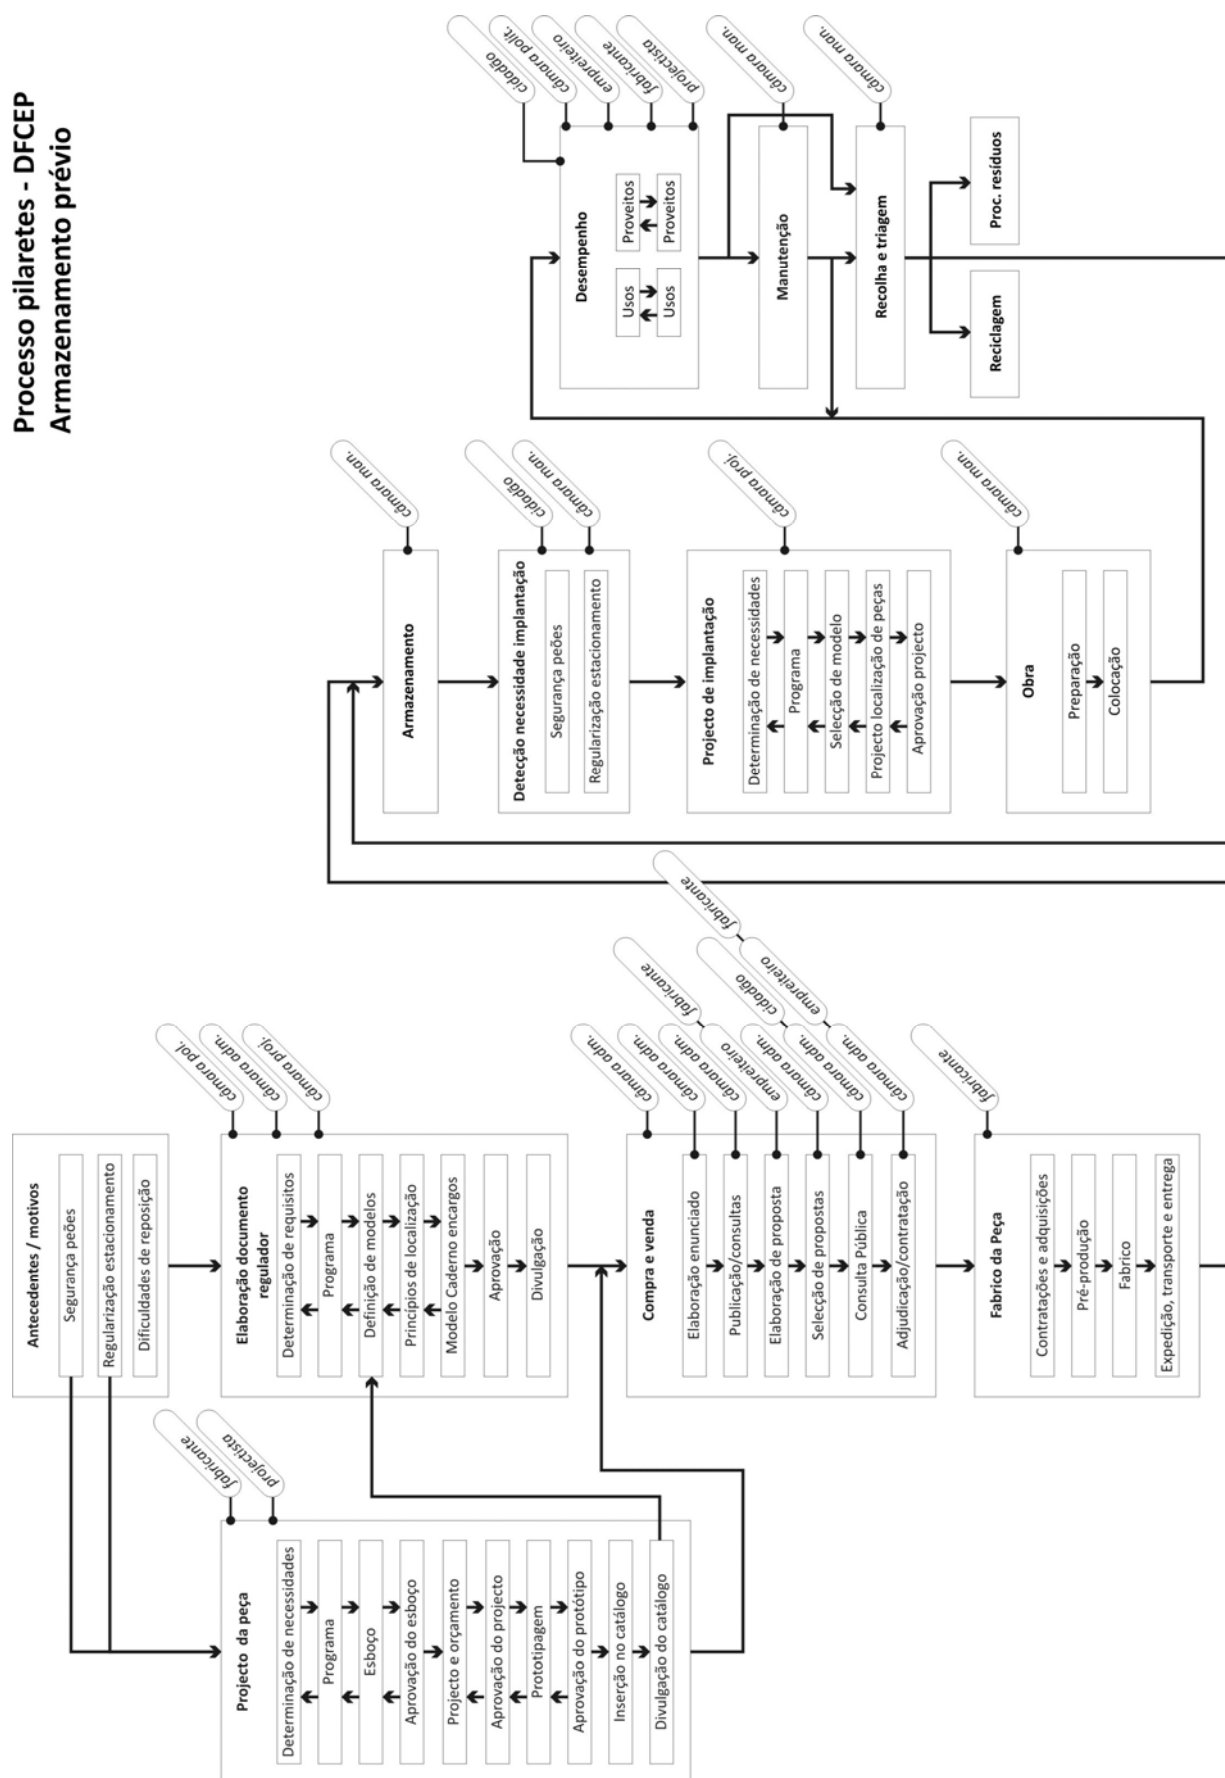 Processo pilaretes - DFCEP
Armazenamento prévio
Projecto da peça
Determinação de necessidades
Programa
Esboço
Aprovação do esboço
Projecto e orçamento
Aprovação do projecto
Prototipagem
Aprovação do protótipo
Inserção no catálogo
Divulgação do catálogo
fabricante
projectista
Antecedentes / motivos
Segurança peões
Regularização estacionamento
Dificuldades de reposição
Elaboração documento
regulador
Determinação de requisitos
Programa
Definição de modelos
Princípios de localização
Modelo Caderno encargos
Aprovação
Divulgação
câmara pol.
câmara adm.
câmara proj.
Compra e venda
Elaboração enunciado
Publicação/consultas
Elaboração de proposta
Selecção de propostas
Consulta Pública
Adjudicação/contratação
câmara adm.
câmara adm.
câmara adm.
empreiteiro
fabricante
câmara adm.
câmara adm.
cidadão
câmara adm.
empreiteiro
fabricante
Fabrico da Peça
Contratações e adquisições
Pré-produção
Fabrico
Expedição, transporte e entrega
fabricante
Armazenamento
câmara man.
Detecção necessidade implantação
Segurança peões
Regularização estacionamento
cidadão
câmara man.
Projecto de implantação
Determinação de necessidades
Programa
Selecção de modelo
Projecto localização de peças
Aprovação projecto
câmara proj.
Obra
Preparação
Colocação
câmara man.
Desempenho
Usos
Usos
Proveitos
Proveitos
cidadão
câmara polit.
empreiteiro
fabricante
projectista
Manutenção
câmara man.
Recolha e triagem
câmara man.
Reciclagem
Proc. resíduos